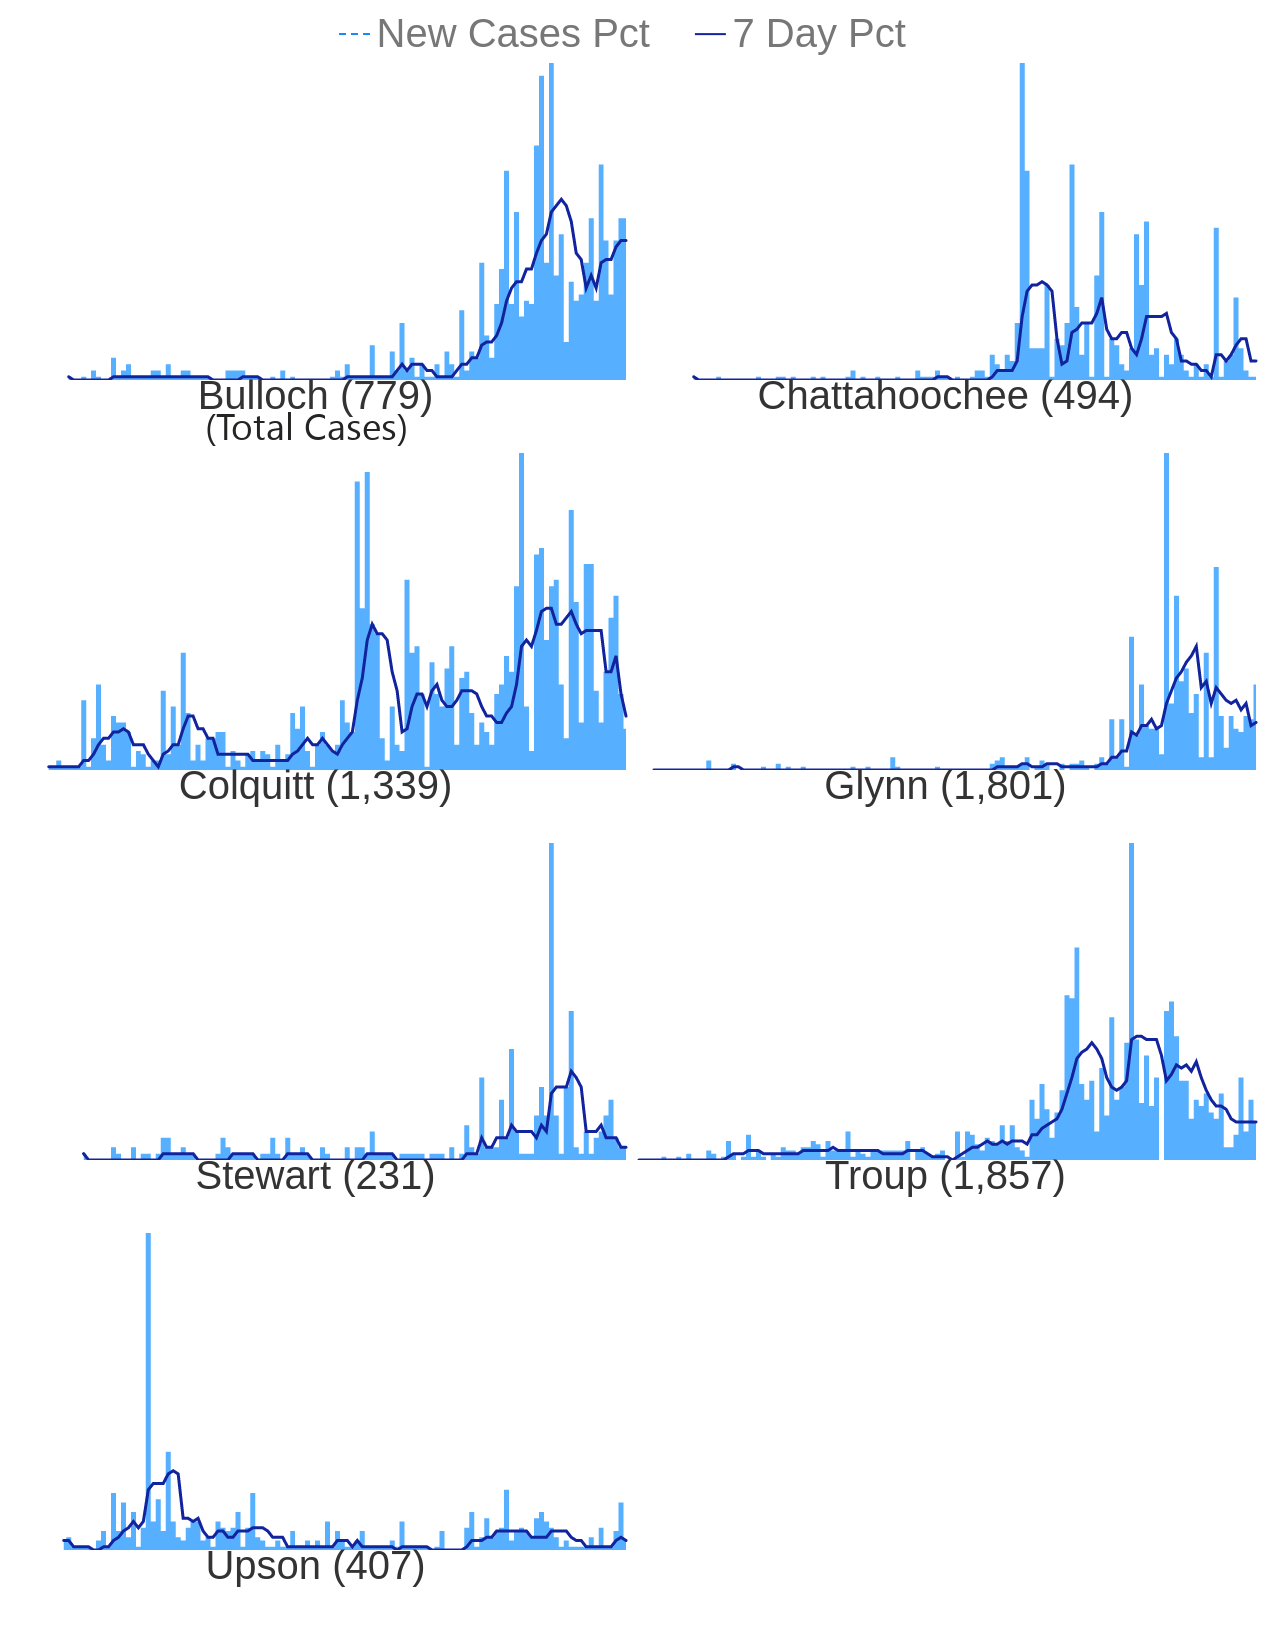 New Cases Pct 7 Day Pct
Bulloch (779) Chattahoochee (494)
(Total Cases)
Colquitt (1,339) Glynn (1,801)
Stewart (231) Troup (1,857)
Upson (407)